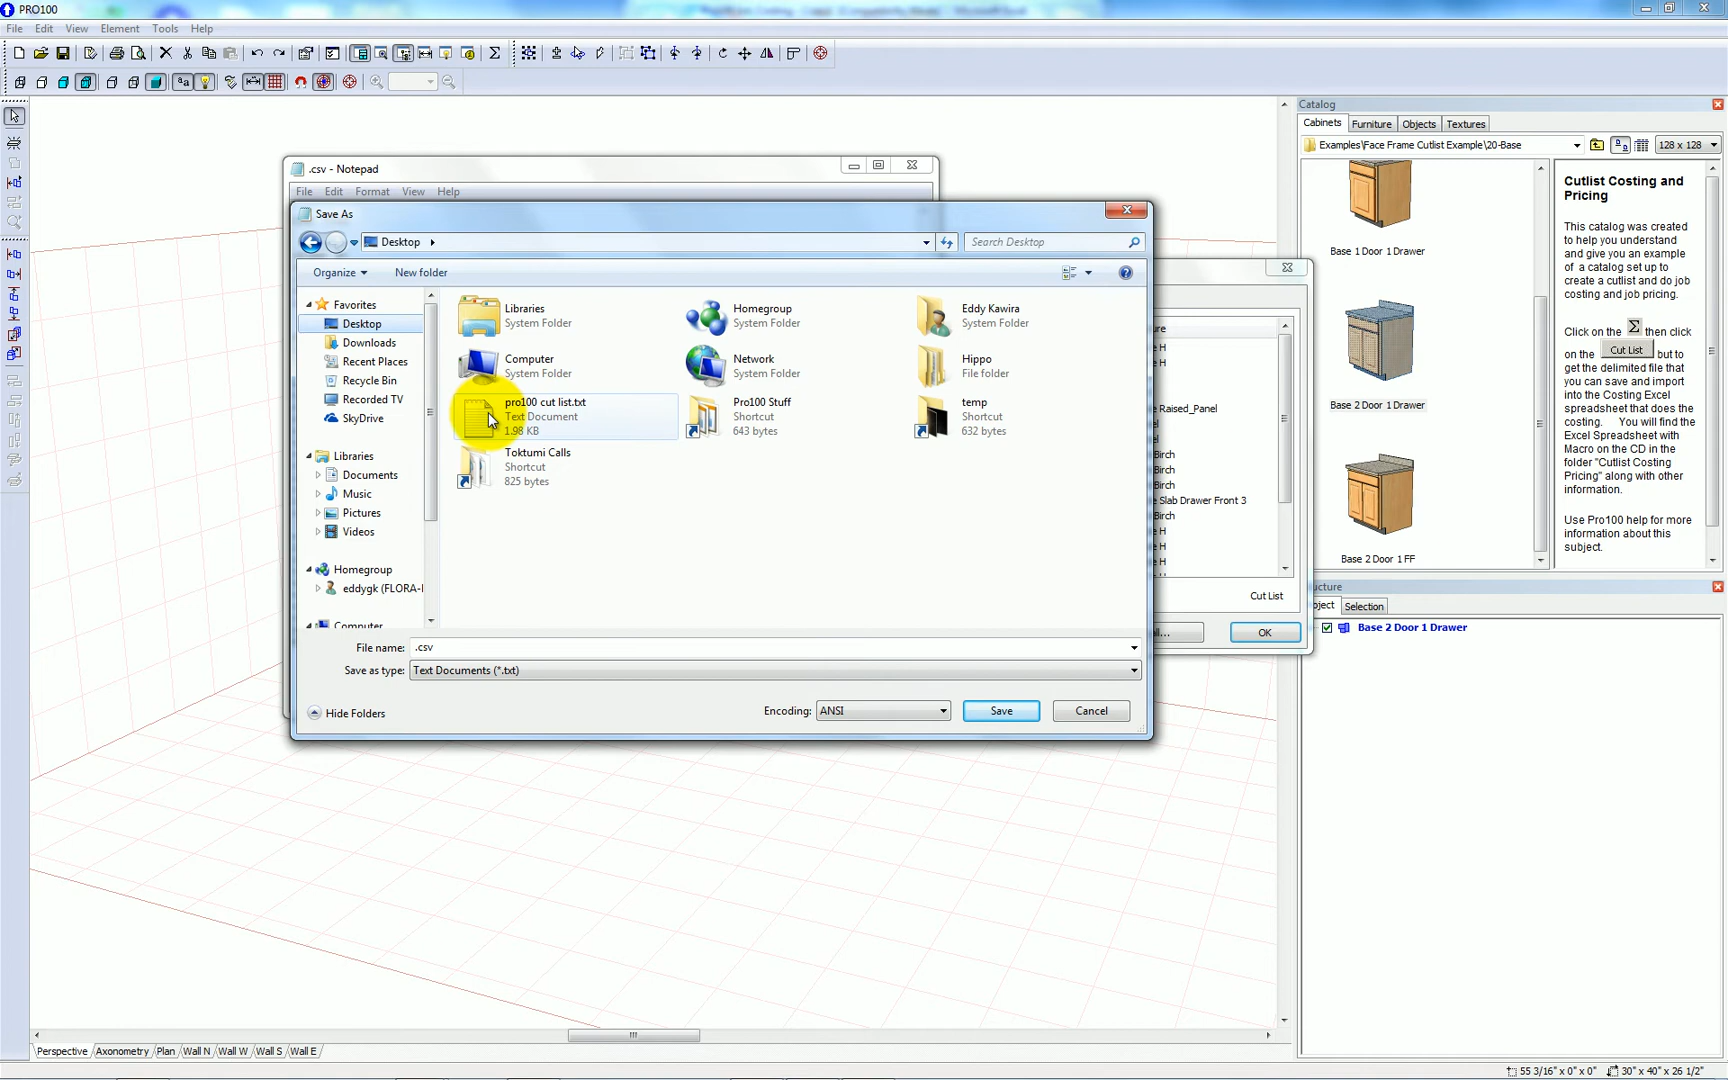 PRO100
File Edit View Element Tools Help
.csv - Notepad
File Edit Format View Help
Save As
Desktop
Search Desktop
Organize New folder
Favorites
Desktop
Downloads
Recent Places
Recycle Bin
Recorded TV
SkyDrive
Libraries
Documents
Music
Pictures
Videos
Homegroup
eddygk (FLORA-
Computer
Libraries
System Folder
Homegroup
System Folder
Eddy Kawira
System Folder
Computer
System Folder
Network
System Folder
Hippo
File folder
pro100 cut list.txt
Text Document
1.98 KB
Pro100 Stuff
Shortcut
643 bytes
temp
Shortcut
632 bytes
Toktumi Calls
Shortcut
825 bytes
File name: .csv
Save as type: Text Documents (*.txt)
Hide Folders
Encoding: ANSI
Save
Cancel
ure
e H
e H
e Raised_Panel
el
el
Birch
Birch
Birch
e Slab Drawer Front 3
Birch
e H
e H
e H
Cut List
OK
Catalog
Cabinets Furniture Objects Textures
Examples\Face Frame Cutlist Example\20-Base
128 x 128
Base 1 Door 1 Drawer
Base 2 Door 1 Drawer
Base 2 Door 1 FF
Cutlist Costing and
Pricing
This catalog was created
to help you understand
and give you an example
of a catalog set up to
create a cutlist and do job
costing and job pricing.
Click on the Σ then click
on the Cut List but to
get the delimited file that
you can save and import
into the Costing Excel
spreadsheet that does the
costing. You will find the
Excel Spreadsheet with
Macro on the CD in the
folder "Cutlist Costing
Pricing" along with other
information.
Use Pro100 help for more
information about this
subject.
ucture
oject Selection
Base 2 Door 1 Drawer
Perspective Axonometry Plan Wall N Wall W Wall S Wall E
55 3/16" x 0" x 0" 30" x 40" x 26 1/2"